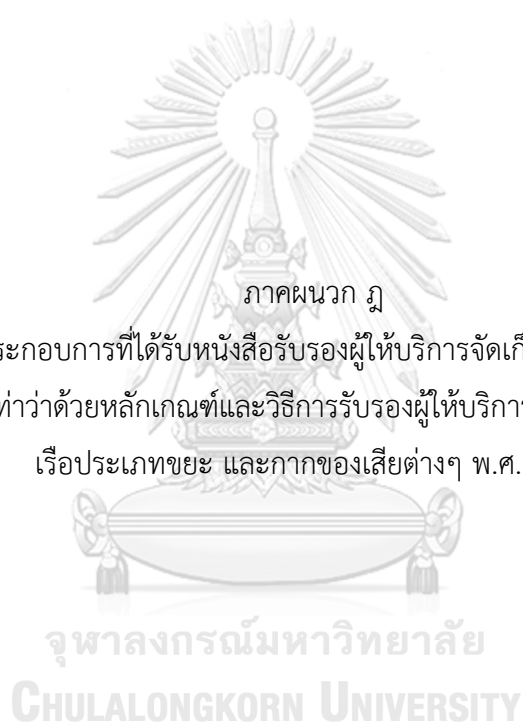 ภาคผนวก ฎ
ระกอบการที่ได้รับหนังสือรับรองผู้ให้บริการจัดเก็
ท่าว่าด้วยหลักเกณฑ์และวิธีการรับรองผู้ให้บริการ
เรือประเภทขยะ และกากของเสียต่างๆ พ.ศ.
จุฬาลงกรณ์มหาวิทยาลัย
CHULALONGKORN UNIVERSITY